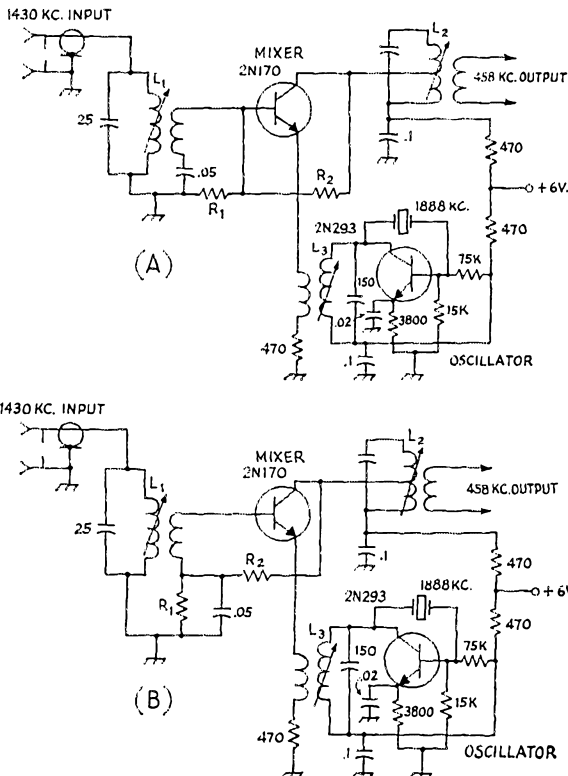 1430 KC. INPUT
L2
MIXER
2N170
458 KC. OUTPUT
L1
25
.05
.1
470
R2
R1
+6V.
1888 KC.
2N293
470
(A)
L3
75K
150
15K
.02
3800
470
.1
OSCILLATOR
1430 KC. INPUT
L2
MIXER
2N170
458 KC. OUTPUT
L1
25
R2
.1
470
R1
.05
1888 KC.
+6V
2N293
470
L3
75K
150
.02
(B)
15K
3800
470
.1
OSCILLATOR